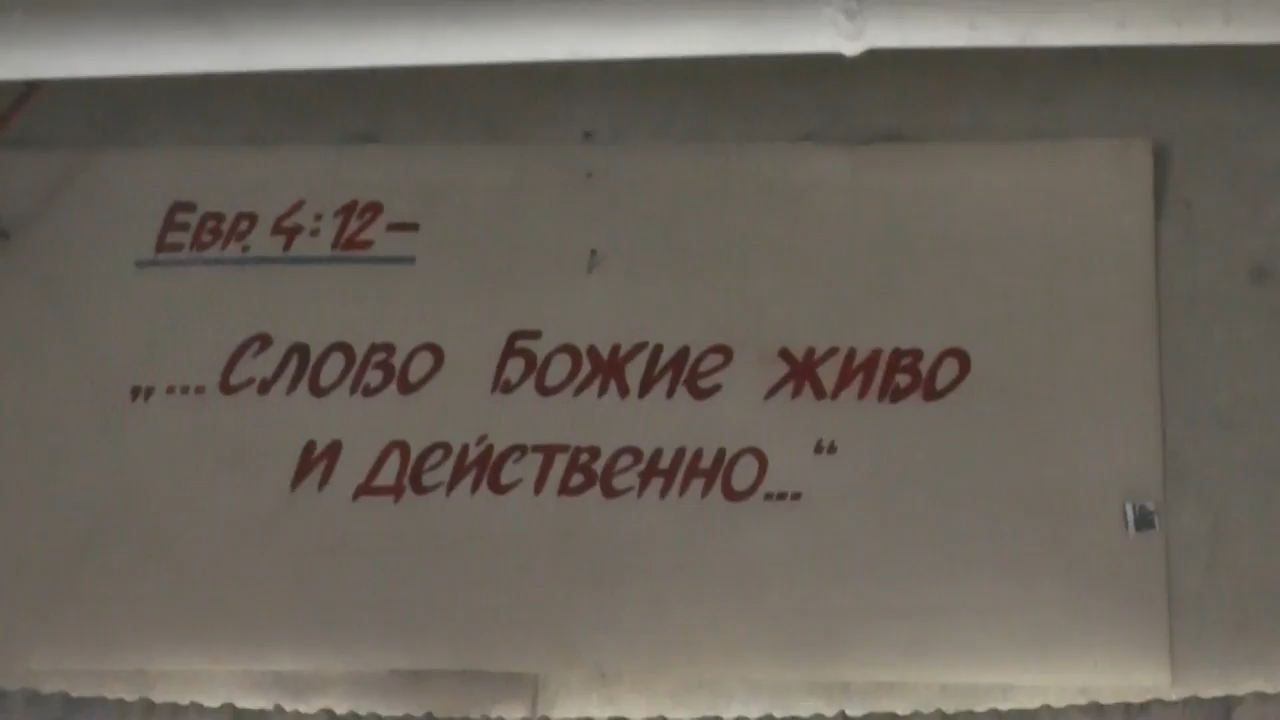 Евр. 4:12–
„...Слово Божие живо
и действенно...“